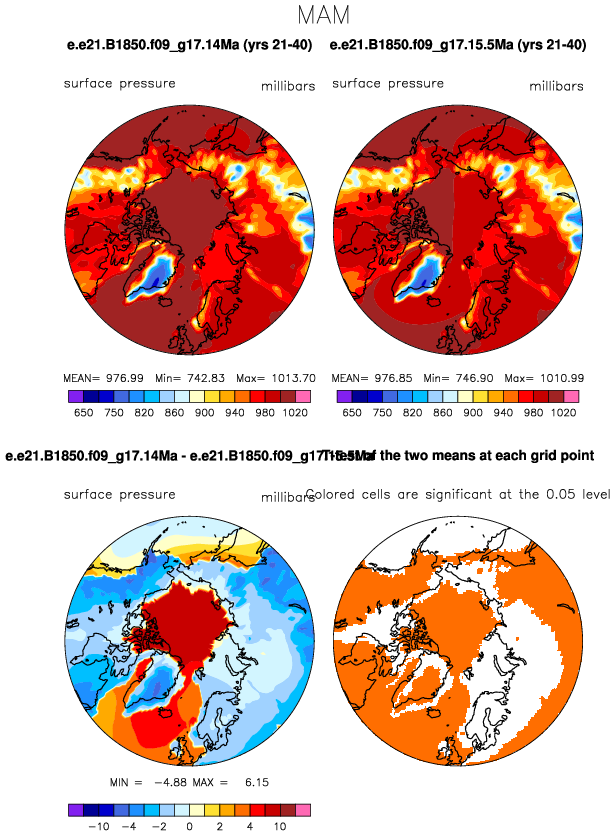 MAM
e.e21.B1850.f09_g17.14Ma (yrs 21-40) e.e21.B1850.f09_g17.15.5Ma (yrs 21-40)
surface pressure millibars surface pressure millibars
MEAN= 976.99 Min= 742.83 Max= 1013.70 MEAN= 976.85 Min= 746.90 Max= 1010.99
650 750 820 860 900 940 980 1020 650 750 820 860 900 940 980 1020
e.e21.B1850.f09_g17.14Ma - e.e21.B1850.f09_g17.15.5Ma T-Test of the two means at each grid point
surface pressure millibars Colored cells are significant at the 0.05 level
MIN = -4.88 MAX = 6.15
-10 -4 -2 0 2 4 10